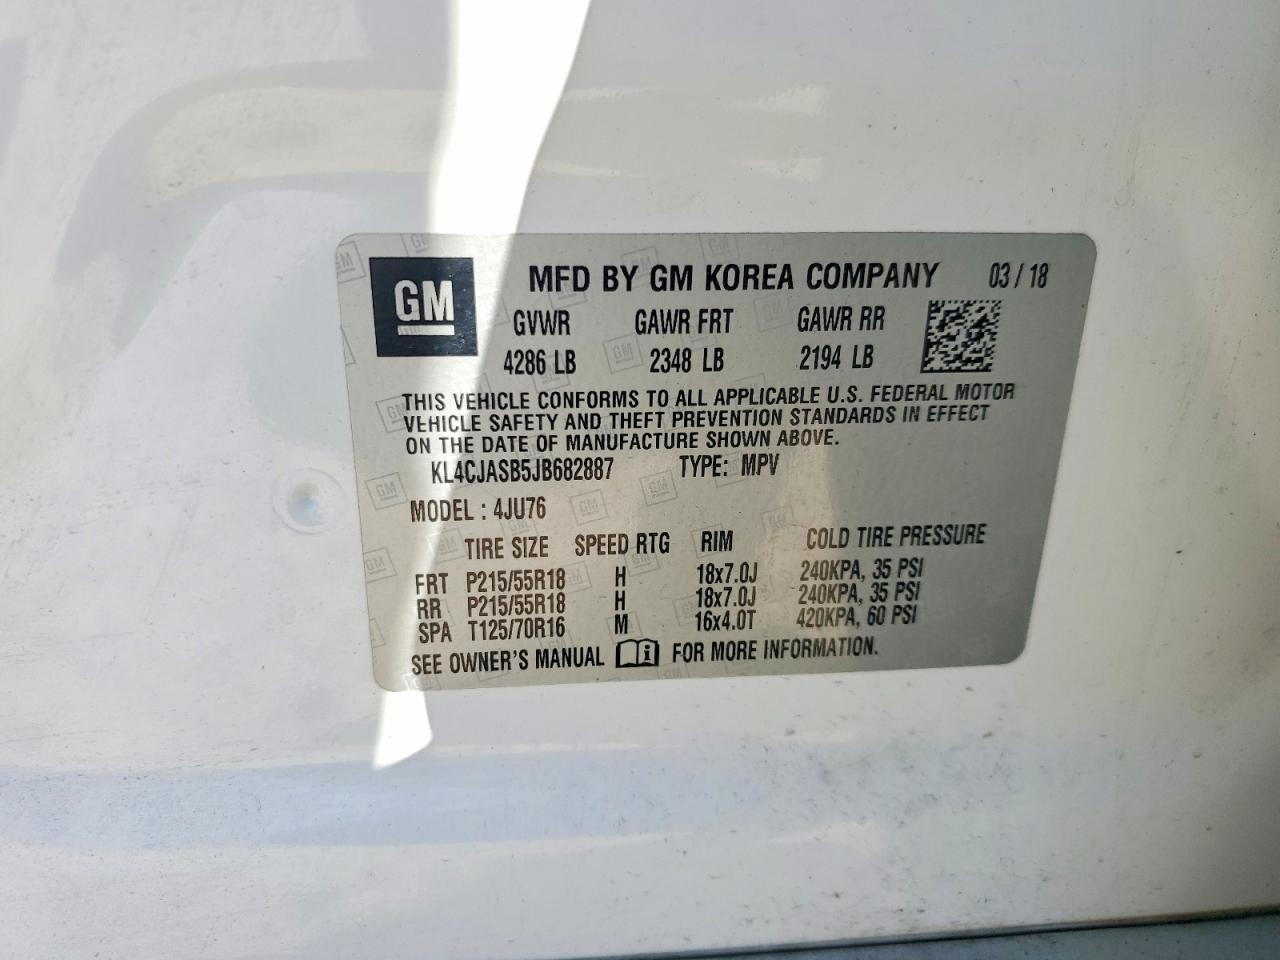 GM MFD BY GM KOREA COMPANY 03/18
GVWR GAWR FRT GAWR RR
4286 LB 2348 LB 2194 LB
THIS VEHICLE CONFORMS TO ALL APPLICABLE U.S. FEDERAL MOTOR
VEHICLE SAFETY AND THEFT PREVENTION STANDARDS IN EFFECT
ON THE DATE OF MANUFACTURE SHOWN ABOVE.
KL4CJASB5JB682887 TYPE: MPV
MODEL : 4JU76
TIRE SIZE SPEED RTG RIM COLD TIRE PRESSURE
FRT P215/55R18 H 18x7.0J 240KPA, 35 PSI
RR P215/55R18 H 18x7.0J 240KPA, 35 PSI
SPA T125/70R16 M 16x4.0T 420KPA, 60 PSI
SEE OWNER'S MANUAL i FOR MORE INFORMATION.